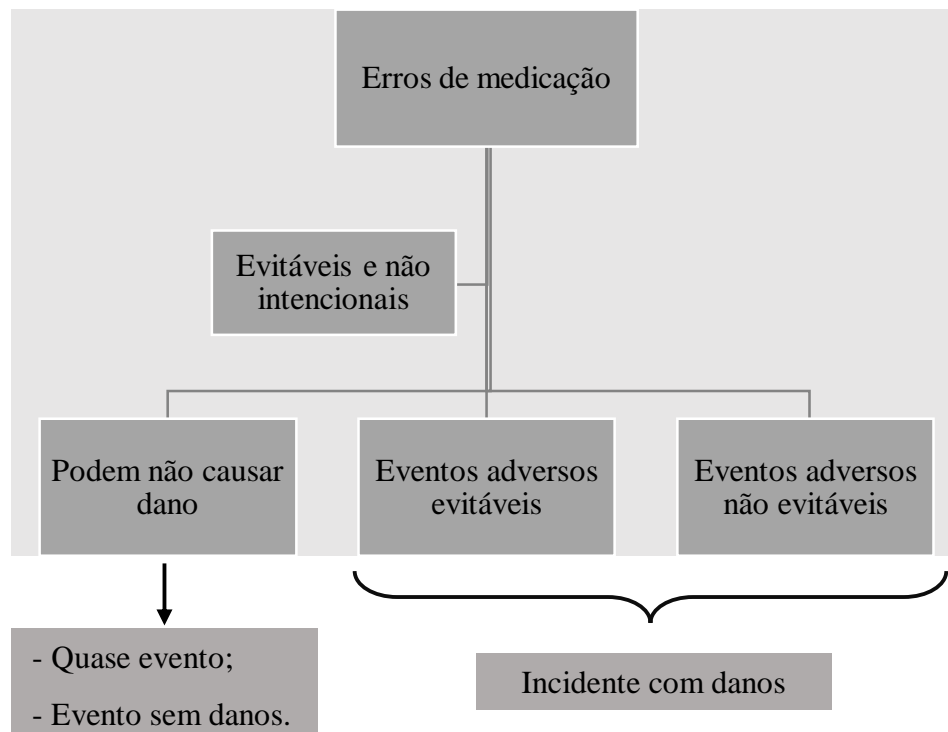 Erros de medicação
Evitáveis e não
intencionais
Podem não causar
dano
Eventos adversos
evitáveis
Eventos adversos
não evitáveis
- Quase evento;
- Evento sem danos.
Incidente com danos